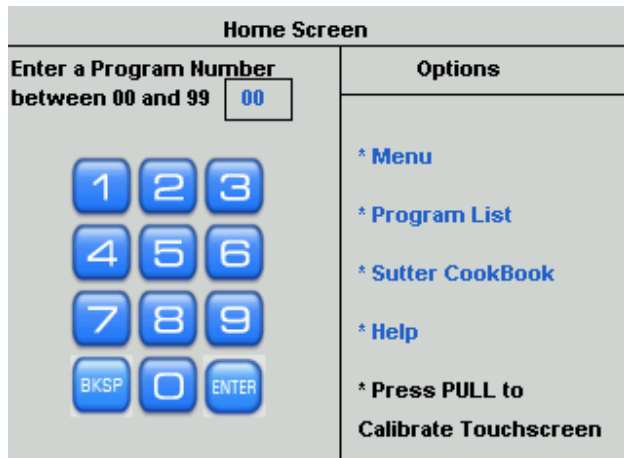 Home Screen
Enter a Program Number
between 00 and 99 00
1 2 3
4 5 6
7 8 9
BKSP 0 ENTER
Options
* Menu
* Program List
* Sutter CookBook
* Help
* Press PULL to
Calibrate Touchscreen